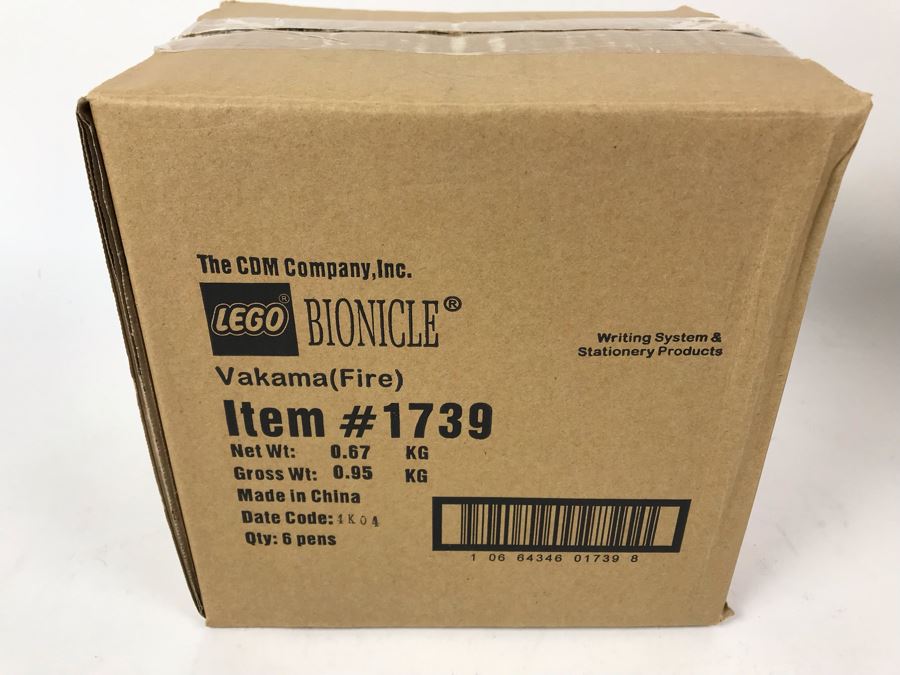 The CDM Company,Inc.
LEGO® BIONICLE®
Writing System &
Stationery Products
Vakama(Fire)
Item #1739
Net Wt: 0.67 KG
Gross Wt: 0.95 KG
Made in China
Date Code: 4K04
Qty: 6 pens
1 06 64346 01739 8